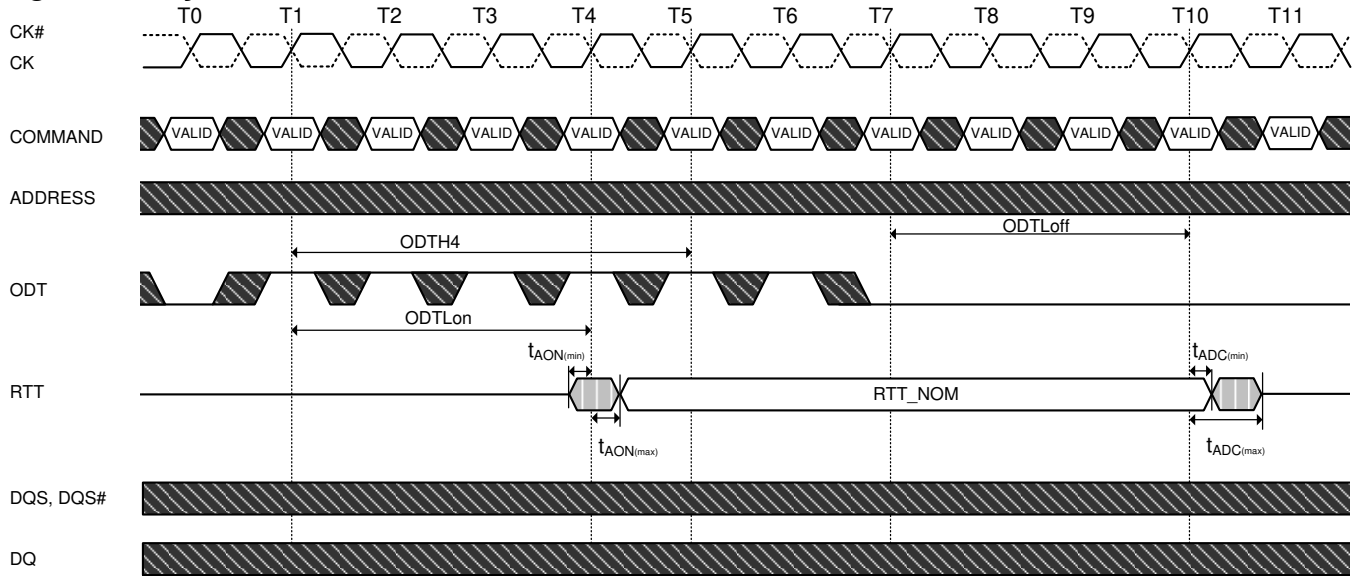 T0 T1 T2 T3 T4 T5 T6 T7 T8 T9 T10 T11
CK#
CK
COMMAND VALID VALID VALID VALID VALID VALID VALID VALID VALID VALID VALID VALID
ADDRESS
ODTLoff
ODTH4
ODT
ODTLon
tAON(min) tADC(min)
RTT RTT_NOM
tAON(max) tADC(max)
DQS, DQS#
DQ